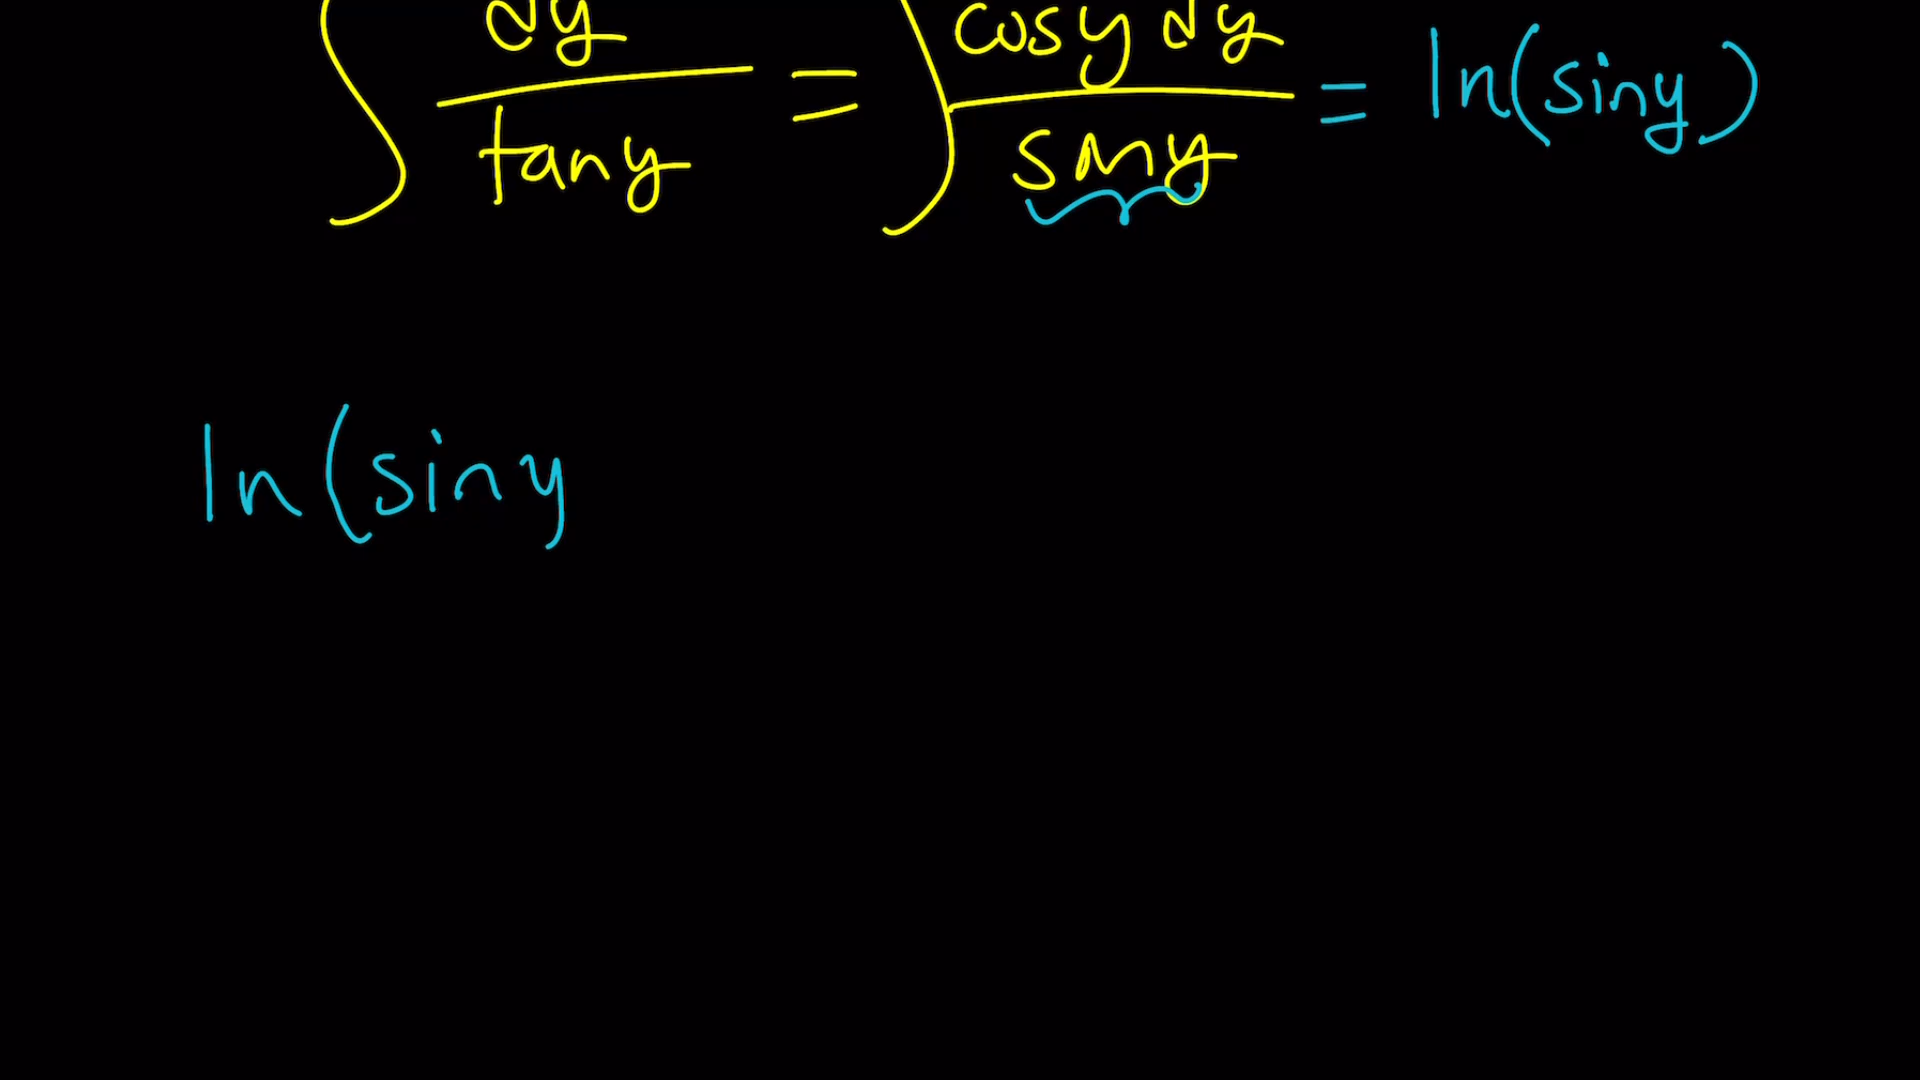 ∫ dy/tany = ∫ cosy dy/siny = ln(siny)
ln(siny